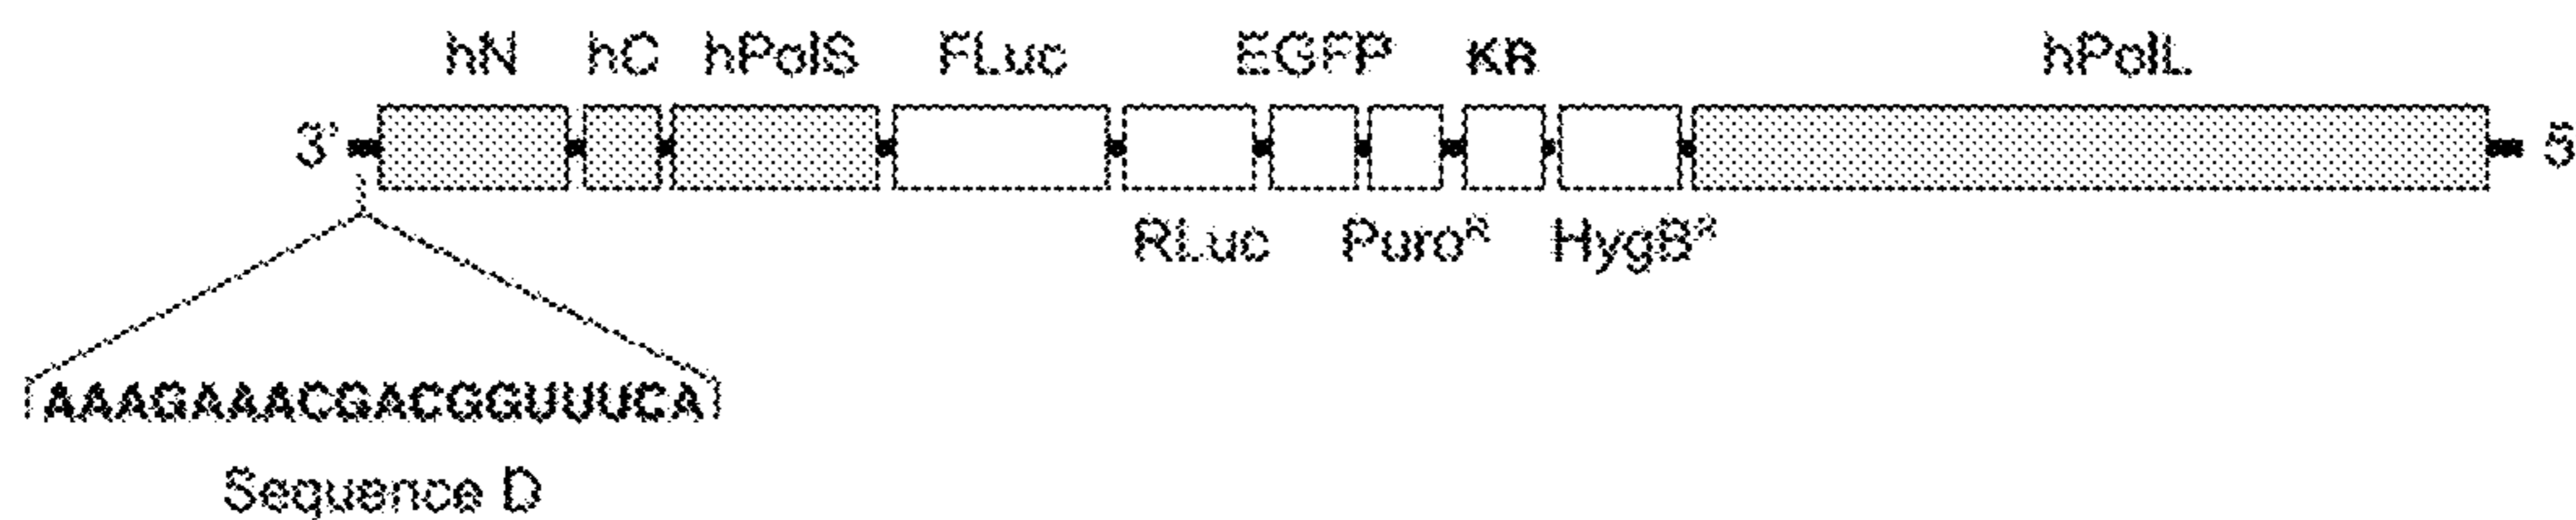 hN hC hPolS FLuc EGFP KR hPolL
3' 5
RLuc Puroᴿ HygBᴿ
AAAGAAACGACGGUUUCA
Sequence D